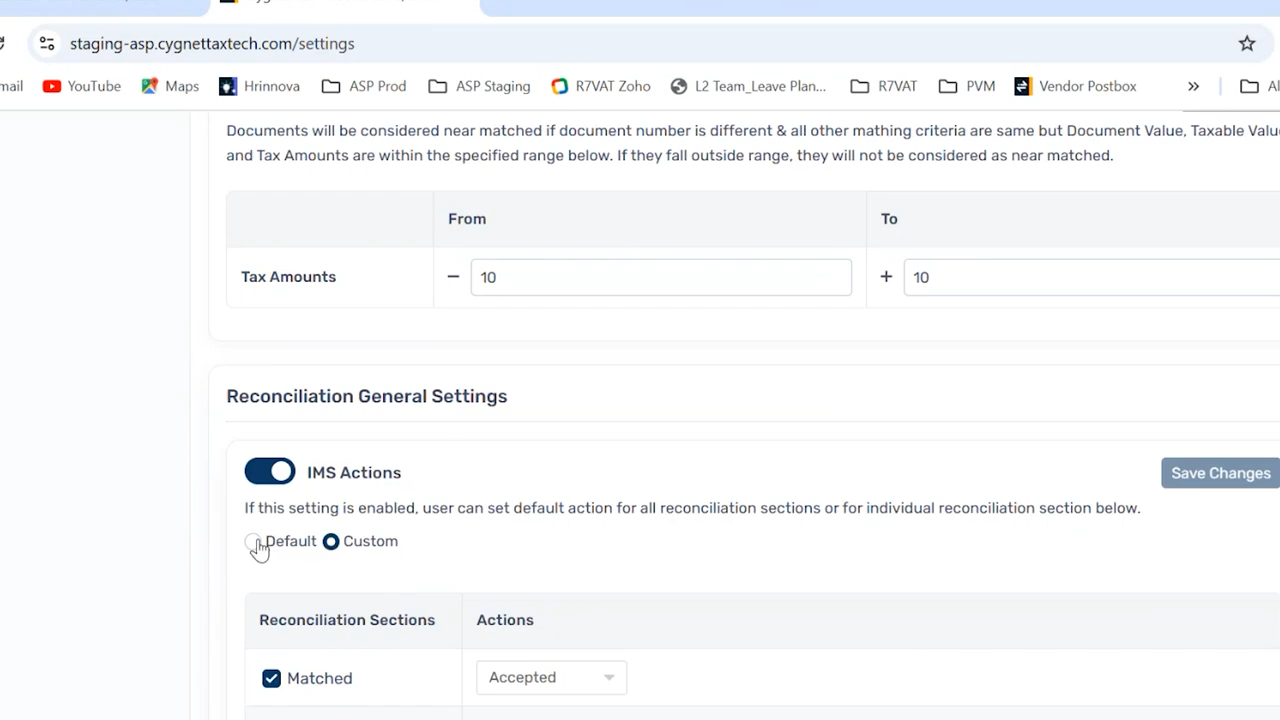 staging-asp.cygnettaxtech.com/settings
mail YouTube Maps Hrinnova ASP Prod ASP Staging R7VAT Zoho L2 Team_Leave Plan... R7VAT PVM Vendor Postbox » Al
Documents will be considered near matched if document number is different & all other mathing criteria are same but Document Value, Taxable Valu
and Tax Amounts are within the specified range below. If they fall outside range, they will not be considered as near matched.
From To
Tax Amounts − 10 + 10
Reconciliation General Settings
IMS Actions Save Changes
If this setting is enabled, user can set default action for all reconciliation sections or for individual reconciliation section below.
Default Custom
Reconciliation Sections Actions
Matched Accepted